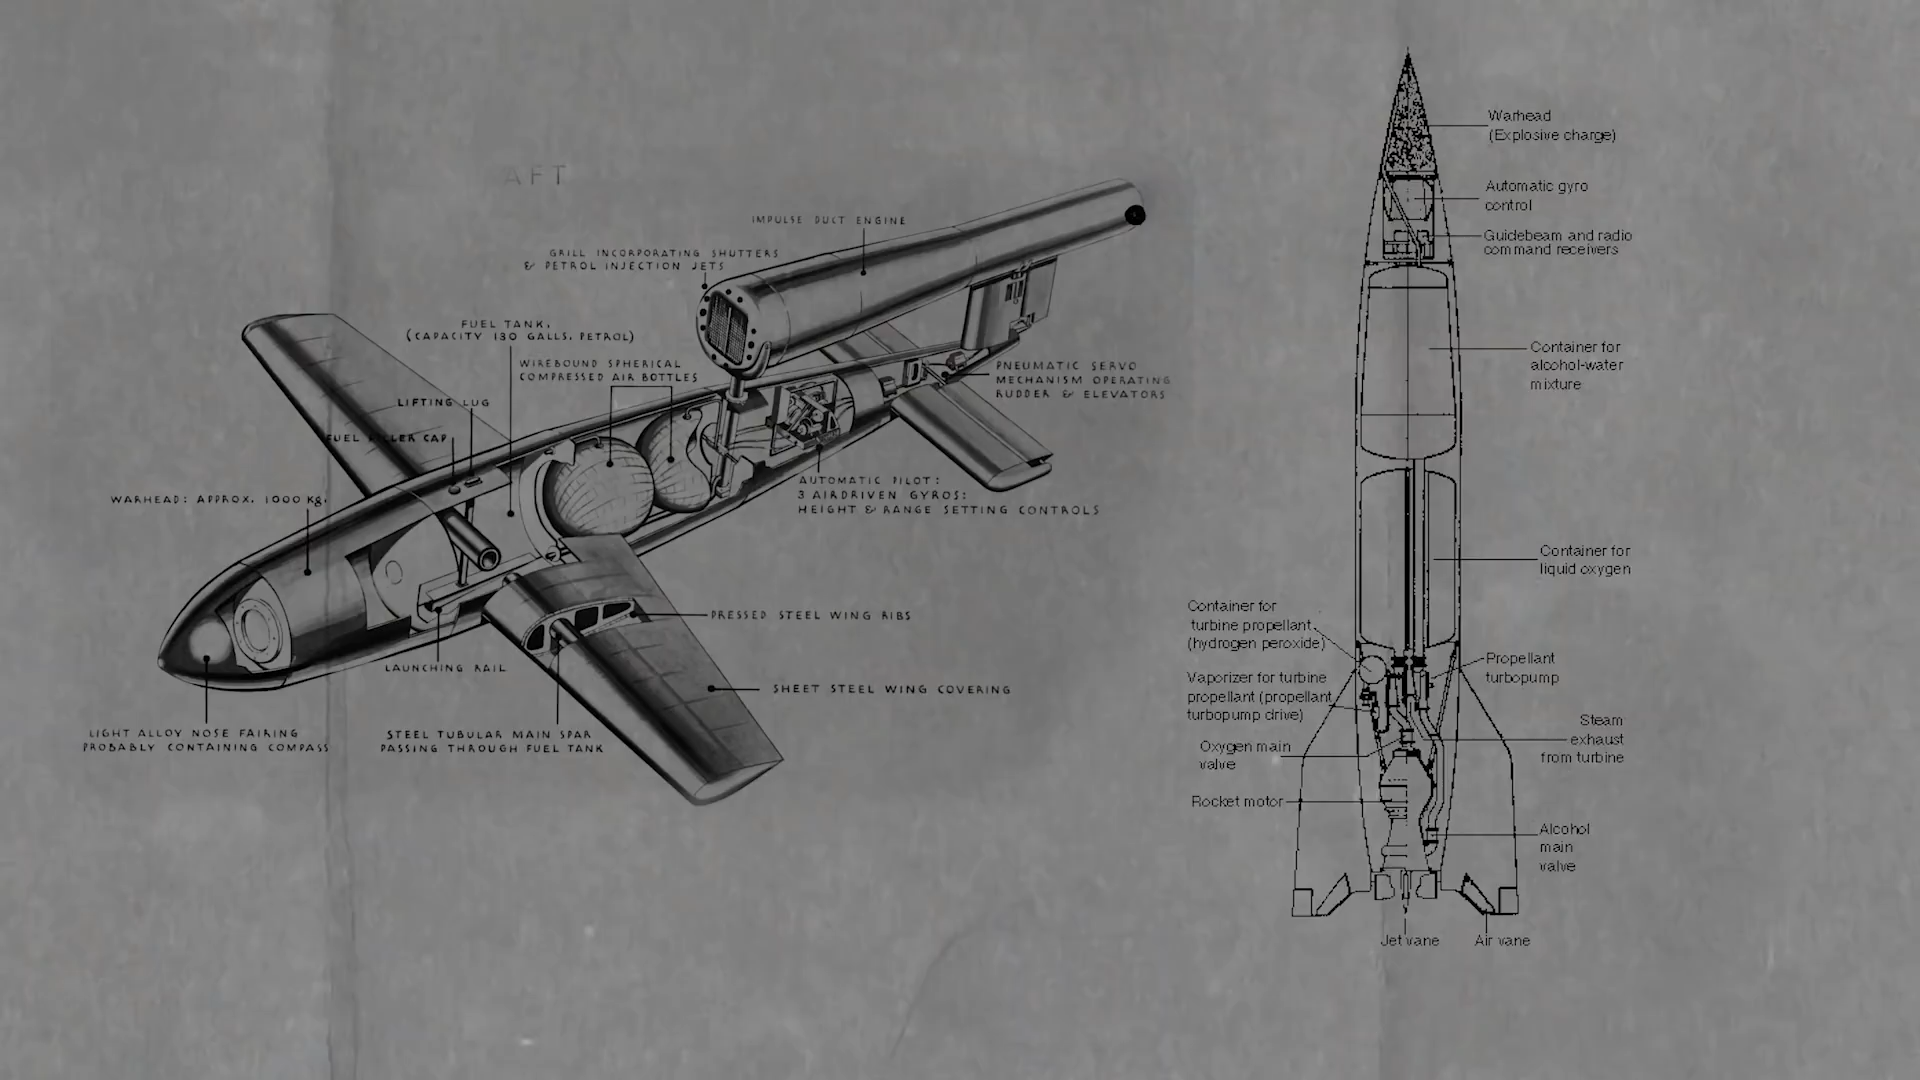 AFT
IMPULSE DUCT ENGINE
GRILL INCORPORATING SHUTTERS
& PETROL INJECTION JETS
FUEL TANK,
(CAPACITY 130 GALLS, PETROL)
WIREBOUND SPHERICAL
COMPRESSED AIR BOTTLES
LIFTING LUG
FUEL FILLER CAP
WARHEAD: APPROX. 1000 Kg.
PNEUMATIC SERVO
MECHANISM OPERATING
RUDDER & ELEVATORS
AUTOMATIC PILOT:
3 AIRDRIVEN GYROS:
HEIGHT & RANGE SETTING CONTROLS
PRESSED STEEL WING RIBS
LAUNCHING RAIL
SHEET STEEL WING COVERING
LIGHT ALLOY NOSE FAIRING
PROBABLY CONTAINING COMPASS
STEEL TUBULAR MAIN SPAR
PASSING THROUGH FUEL TANK
Warhead
(Explosive charge)
Automatic gyro
control
Guidebeam and radio
command receivers
Container for
alcohol-water
mixture
Container for
liquid oxygen
Container for
turbine propellant
(hydrogen peroxide)
Vaporizer for turbine
propellant (propellant
turbopump drive)
Oxygen main
valve
Rocket motor
Propellant
turbopump
Steam
exhaust
from turbine
Alcohol
main
valve
Jet vane
Air vane